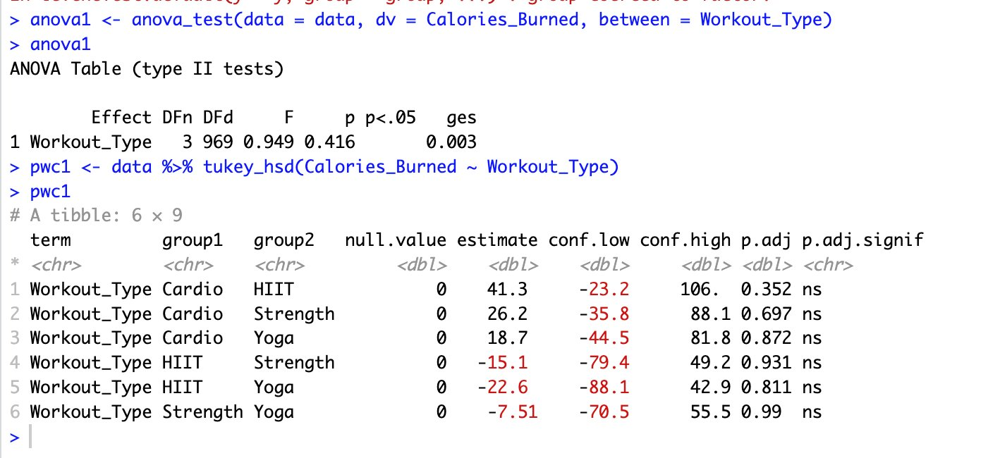 > anova1 <- anova_test(data = data, dv = Calories_Burned, between = Workout_Type)
> anova1
ANOVA Table (type II tests)
Effect DFn DFd F p p<.05 ges
1 Workout_Type 3 969 0.949 0.416 0.003
> pwc1 <- data %>% tukey_hsd(Calories_Burned ~ Workout_Type)
> pwc1
# A tibble: 6 × 9
term group1 group2 null.value estimate conf.low conf.high p.adj p.adj.signif
* <chr> <chr> <chr> <dbl> <dbl> <dbl> <dbl> <dbl> <chr>
1 Workout_Type Cardio HIIT 0 41.3 -23.2 106. 0.352 ns
2 Workout_Type Cardio Strength 0 26.2 -35.8 88.1 0.697 ns
3 Workout_Type Cardio Yoga 0 18.7 -44.5 81.8 0.872 ns
4 Workout_Type HIIT Strength 0 -15.1 -79.4 49.2 0.931 ns
5 Workout_Type HIIT Yoga 0 -22.6 -88.1 42.9 0.811 ns
6 Workout_Type Strength Yoga 0 -7.51 -70.5 55.5 0.99 ns
>